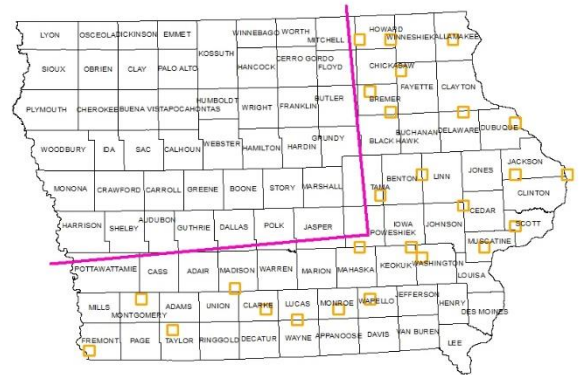 LYON OSCEOLA DICKINSON EMMET WINNEBAGO WORTH MITCHELL HOWARD WINNESHIEK ALLAMAKEE
KOSSUTH HANCOCK CERRO GORDO FLOYD CHICKASAW
SIOUX OBRIEN CLAY PALO ALTO FAYETTE CLAYTON
PLYMOUTH CHEROKEE BUENA VISTA POCAHONTAS HUMBOLDT WRIGHT FRANKLIN BUTLER BREMER
WOODBURY IDA SAC CALHOUN WEBSTER HAMILTON HARDIN GRUNDY BLACK HAWK BUCHANAN DELAWARE DUBUQUE
MONONA CRAWFORD CARROLL GREENE BOONE STORY MARSHALL TAMA BENTON LINN JONES JACKSON
CLINTON
HARRISON SHELBY AUDUBON GUTHRIE DALLAS POLK JASPER POWESHIEK IOWA JOHNSON CEDAR SCOTT
MUSCATINE
POTTAWATTAMIE CASS ADAIR MADISON WARREN MARION MAHASKA KEOKUK WASHINGTON LOUISA
MILLS MONTGOMERY ADAMS UNION CLARKE LUCAS MONROE WAPELLO JEFFERSON HENRY DES MOINES
FREMONT PAGE TAYLOR RINGGOLD DECATUR WAYNE APPANOOSE DAVIS VAN BUREN LEE